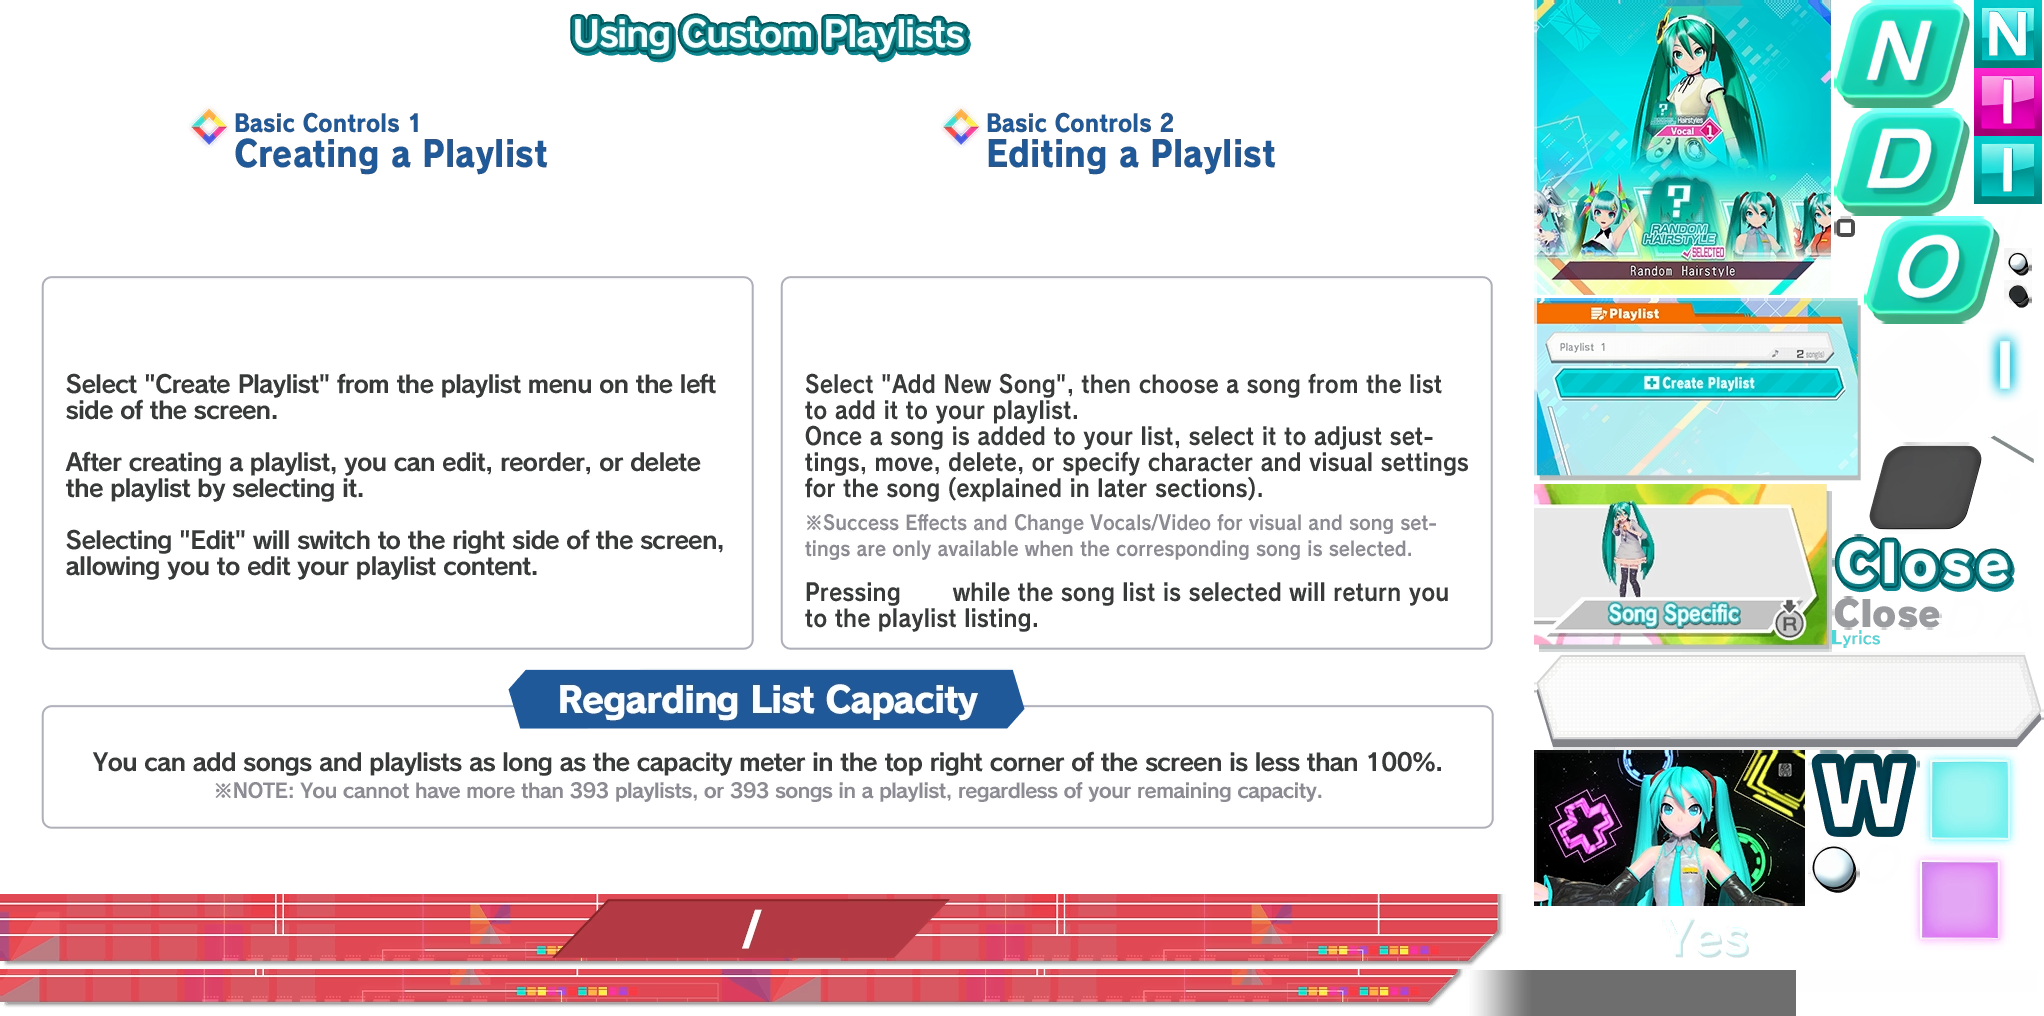 Using Custom Playlists
Basic Controls 1
Creating a Playlist
Basic Controls 2
Editing a Playlist
Select "Create Playlist" from the playlist menu on the left
side of the screen.
After creating a playlist, you can edit, reorder, or delete
the playlist by selecting it.
Selecting "Edit" will switch to the right side of the screen,
allowing you to edit your playlist content.
Select "Add New Song", then choose a song from the list
to add it to your playlist.
Once a song is added to your list, select it to adjust set-
tings, move, delete, or specify character and visual settings
for the song (explained in later sections).
※Success Effects and Change Vocals/Video for visual and song set-
tings are only available when the corresponding song is selected.
Pressing while the song list is selected will return you
to the playlist listing.
Regarding List Capacity
You can add songs and playlists as long as the capacity meter in the top right corner of the screen is less than 100%.
※NOTE: You cannot have more than 393 playlists, or 393 songs in a playlist, regardless of your remaining capacity.
/
Hairstyles
Vocal 1
?
?
RANDOM
HAIRSTYLE
SELECTED
Random Hairstyle
N
D
O
N
I
I
I
Playlist
Playlist 1
2 song(s)
Create Playlist
Song Specific
R
Close
Close
Lyrics
W
Yes